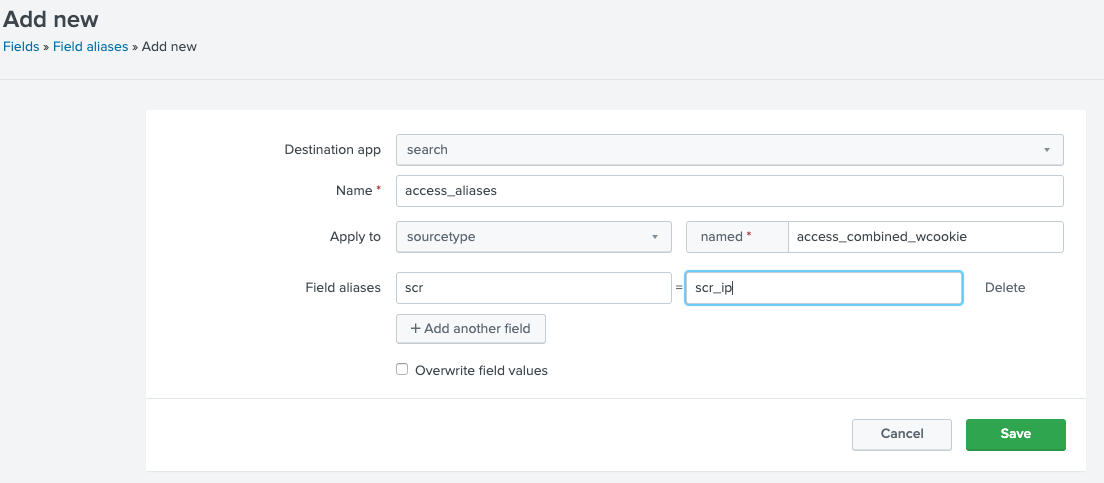 Add new
Fields » Field aliases » Add new
Destination app search
Name * access_aliases
Apply to sourcetype named * access_combined_wcookie
Field aliases scr = scr_ip Delete
+ Add another field
Overwrite field values
Cancel Save